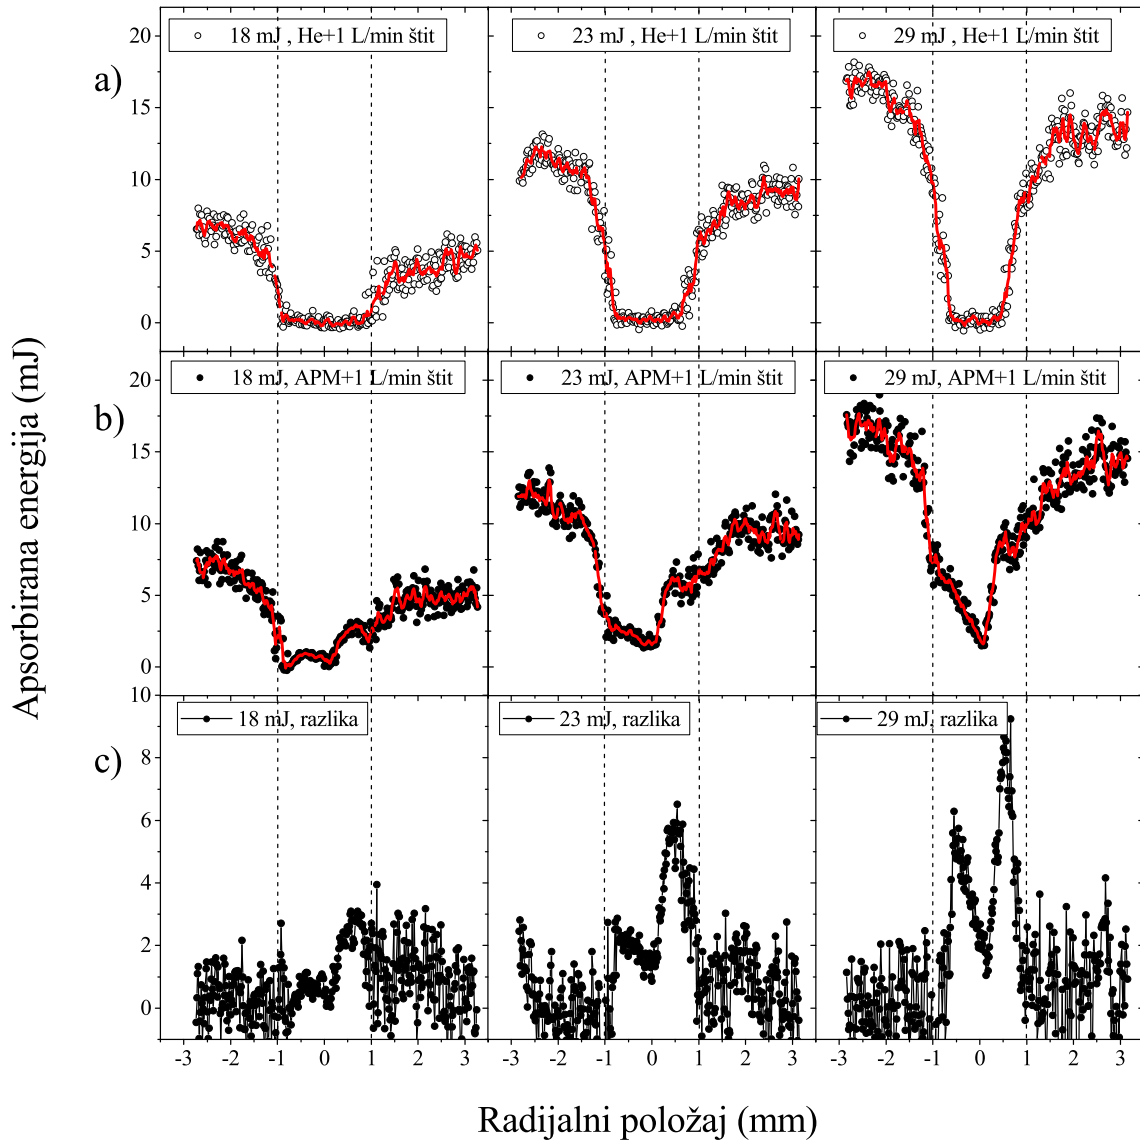 18 mJ , He+1 L/min štit
23 mJ , He+1 L/min štit
29 mJ , He+1 L/min štit
a)
20
15
10
5
0
18 mJ, APM+1 L/min štit
23 mJ, APM+1 L/min štit
29 mJ, APM+1 L/min štit
b)
20
15
10
5
0
18 mJ, razlika
23 mJ, razlika
29 mJ, razlika
c)
10
8
6
4
2
0
-3 -2 -1 0 1 2 3
-3 -2 -1 0 1 2 3
-3 -2 -1 0 1 2 3
Apsorbirana energija (mJ)
Radijalni položaj (mm)